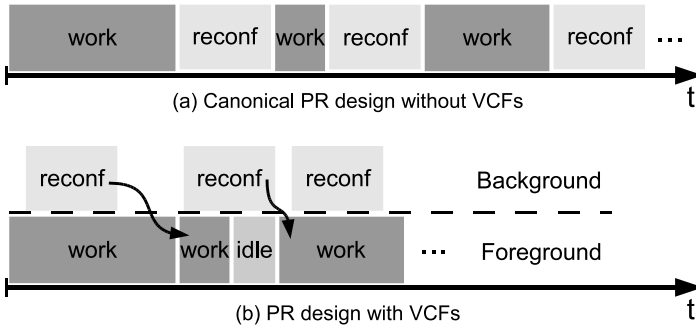 work reconf work reconf work reconf ...
t
(a) Canonical PR design without VCFs
reconf reconf reconf Background
work work idle work ... Foreground
t
(b) PR design with VCFs